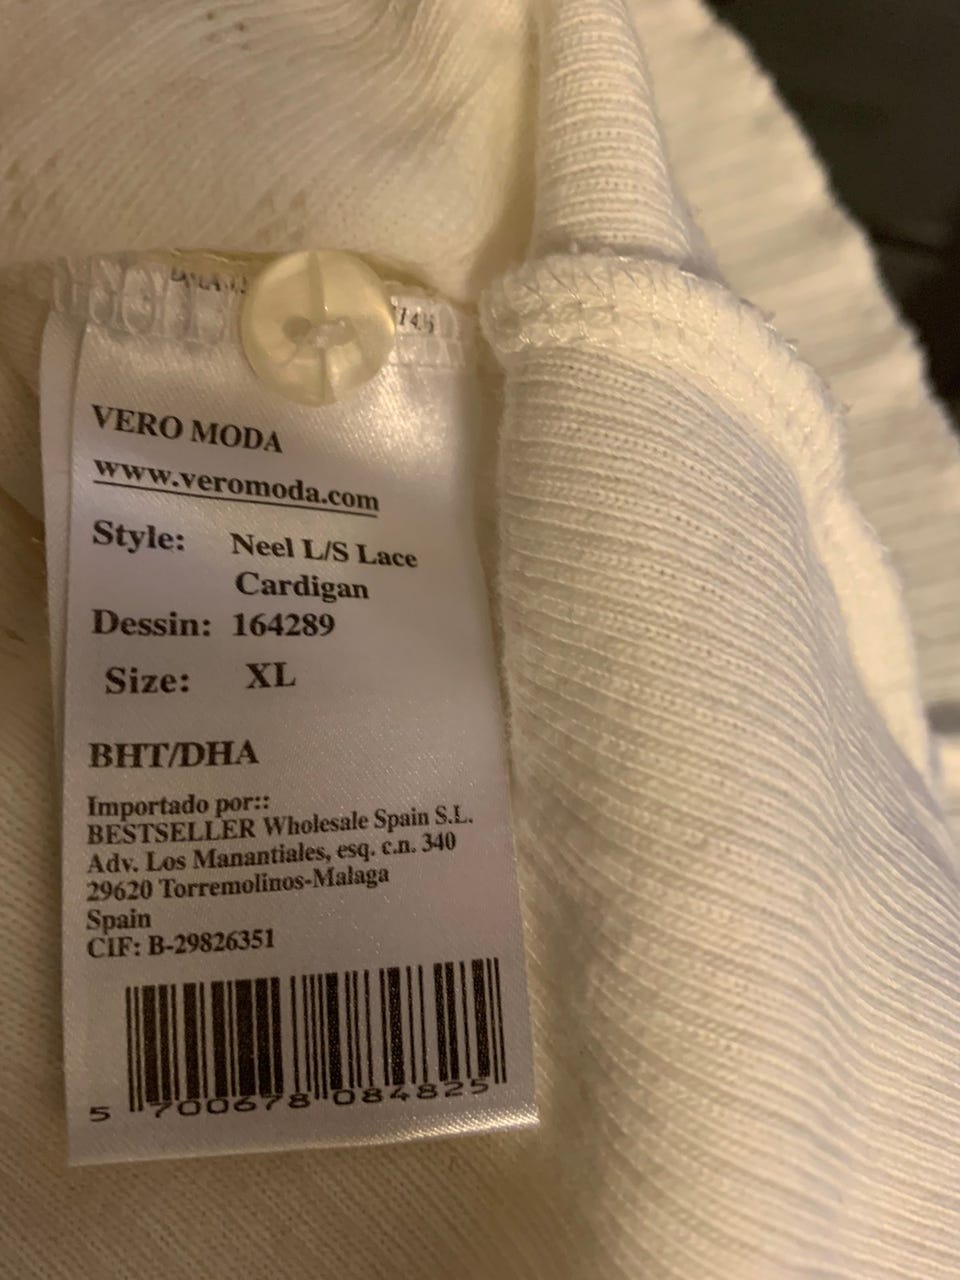 VERO MODA
www.veromoda.com
Style: Neel L/S Lace
Cardigan
Dessin: 164289
Size: XL
BHT/DHA
Importado por::
BESTSELLER Wholesale Spain S.L.
Adv. Los Manantiales, esq. c.n. 340
29620 Torremolinos-Malaga
Spain
CIF: B-29826351
5 700678 084825